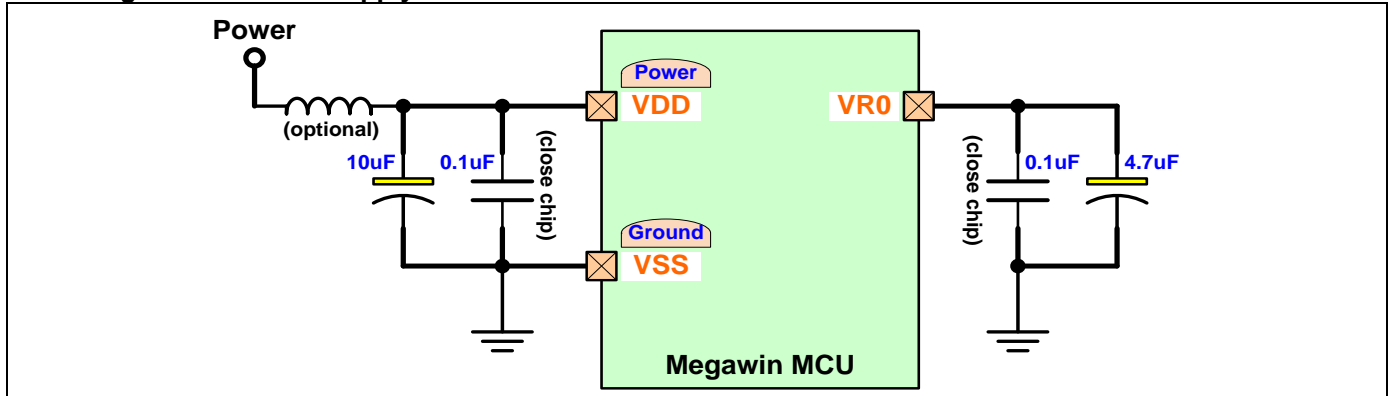 Power
(optional)
10uF
0.1uF
(close chip)
Power
VDD
Ground
VSS
VR0
Megawin MCU
(close chip)
0.1uF
4.7uF